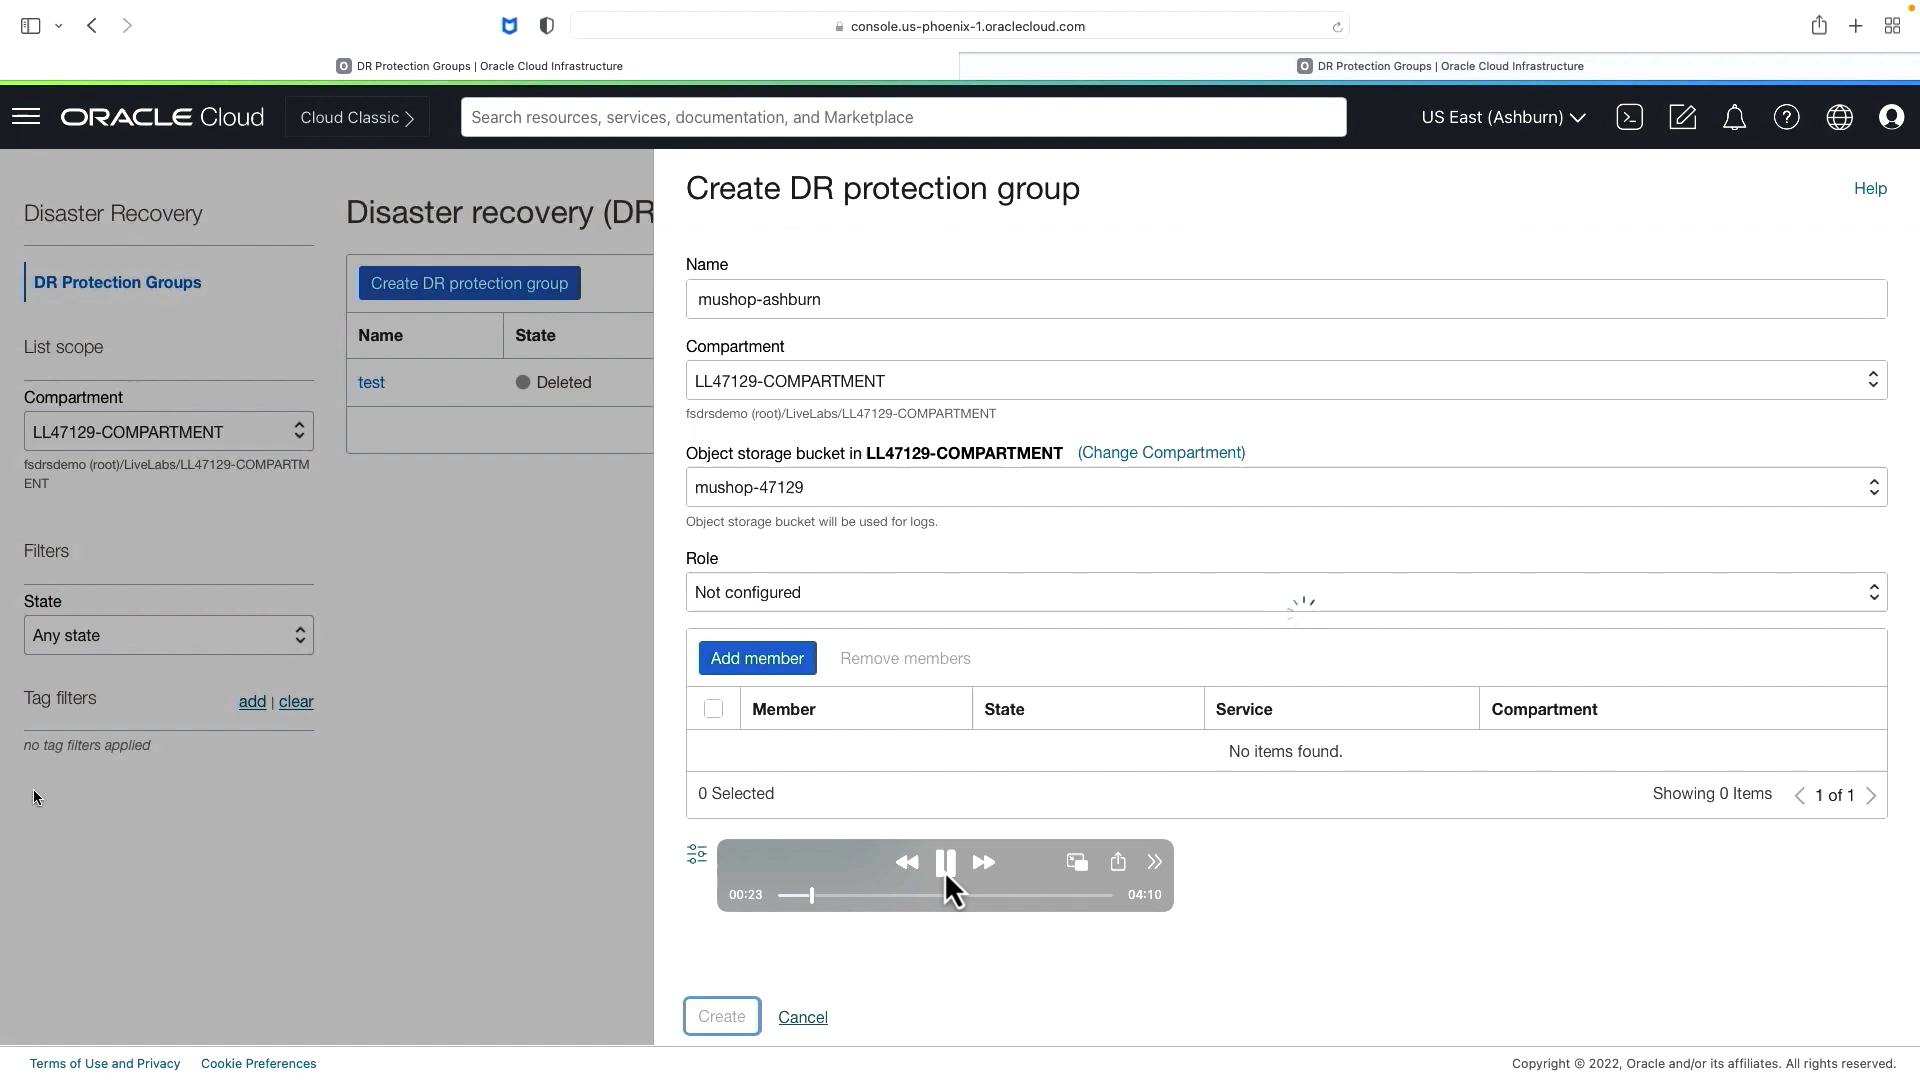 console.us-phoenix-1.oraclecloud.com
DR Protection Groups | Oracle Cloud Infrastructure
DR Protection Groups | Oracle Cloud Infrastructure
ORACLE Cloud
Cloud Classic
Search resources, services, documentation, and Marketplace
US East (Ashburn)
Disaster Recovery
DR Protection Groups
List scope
Compartment
LL47129-COMPARTMENT
fsdrsdemo (root)/LiveLabs/LL47129-COMPARTM
ENT
Filters
State
Any state
Tag filters
add | clear
no tag filters applied
Disaster recovery (DR
Create DR protection group
Name State
test Deleted
Create DR protection group
Help
Name
mushop-ashburn
Compartment
LL47129-COMPARTMENT
fsdrsdemo (root)/LiveLabs/LL47129-COMPARTMENT
Object storage bucket in LL47129-COMPARTMENT (Change Compartment)
mushop-47129
Object storage bucket will be used for logs.
Role
Not configured
Add member Remove members
Member State Service Compartment
No items found.
0 Selected Showing 0 Items 1 of 1
00:23 04:10
Create Cancel
Terms of Use and Privacy Cookie Preferences
Copyright © 2022, Oracle and/or its affiliates. All rights reserved.